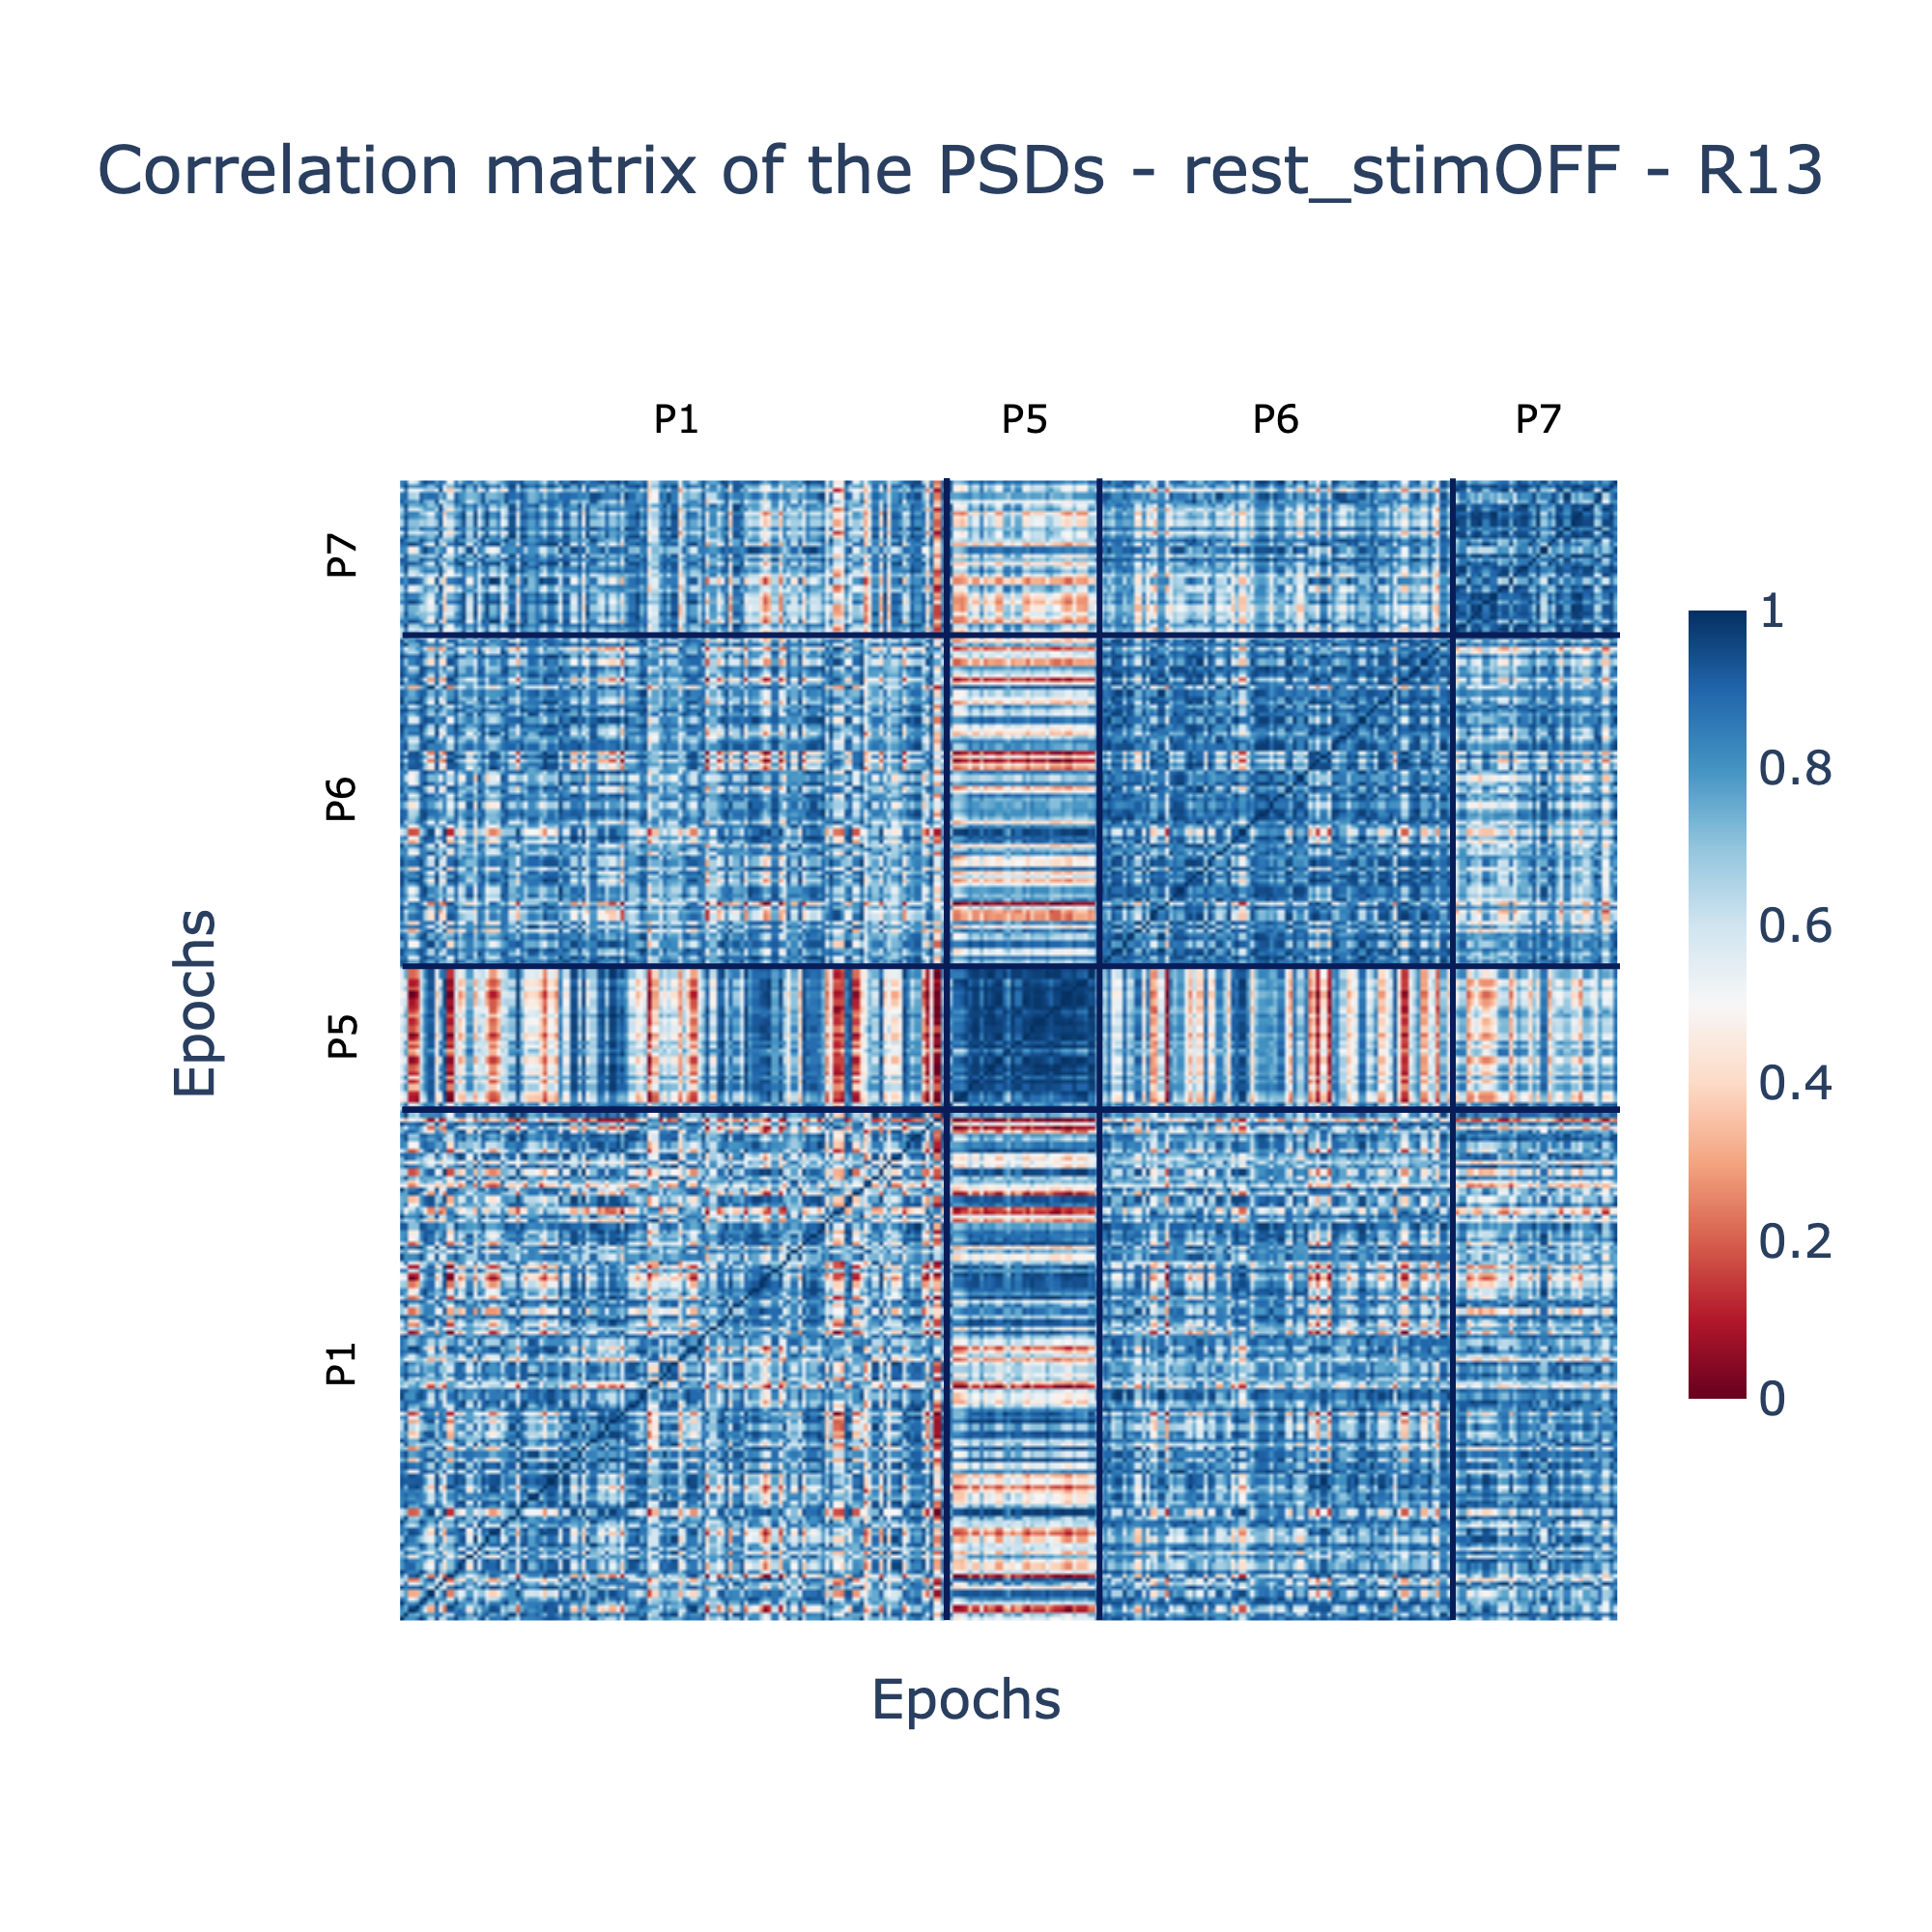 Correlation matrix of the PSDs - rest_stimOFF - R13
P1 P5 P6 P7
P7
P6
P5
P1
Epochs
Epochs
1
0.8
0.6
0.4
0.2
0